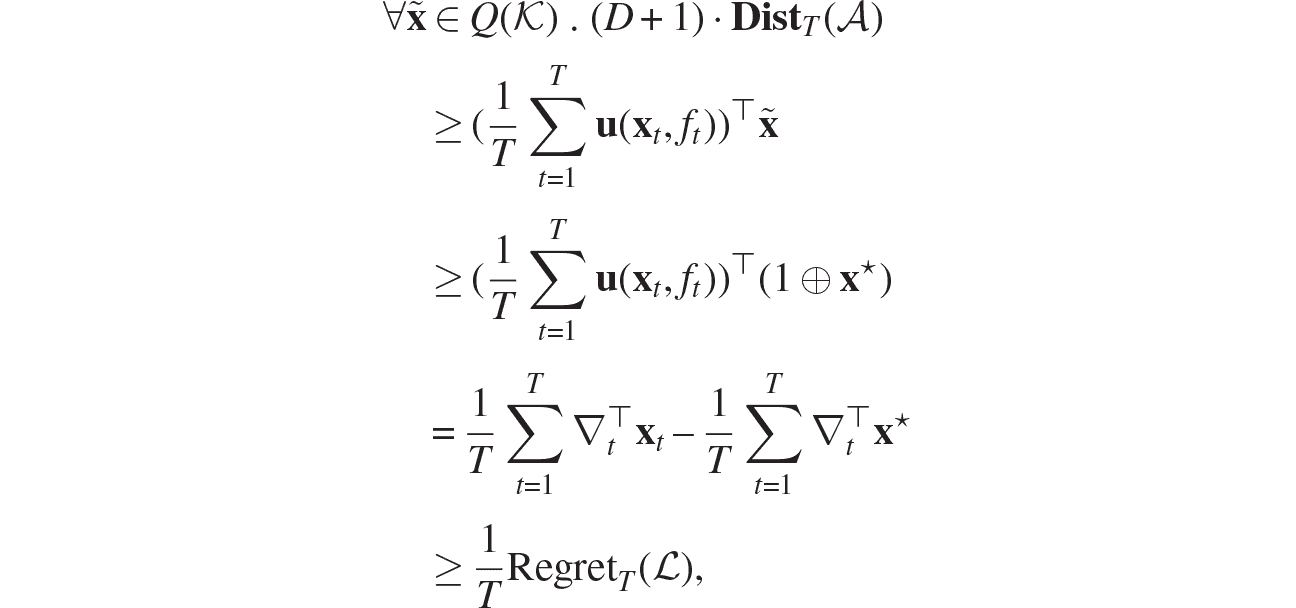 ∀x̃ ∈ Q(𝒦) . (D + 1) · Dist_T(𝒜)
≥ (1/T ∑_{t=1}^{T} u(x_t, f_t))^⊤ x̃
≥ (1/T ∑_{t=1}^{T} u(x_t, f_t))^⊤ (1 ⊕ x^⋆)
= 1/T ∑_{t=1}^{T} ∇_t^⊤ x_t − 1/T ∑_{t=1}^{T} ∇_t^⊤ x^⋆
≥ 1/T Regret_T(ℒ),